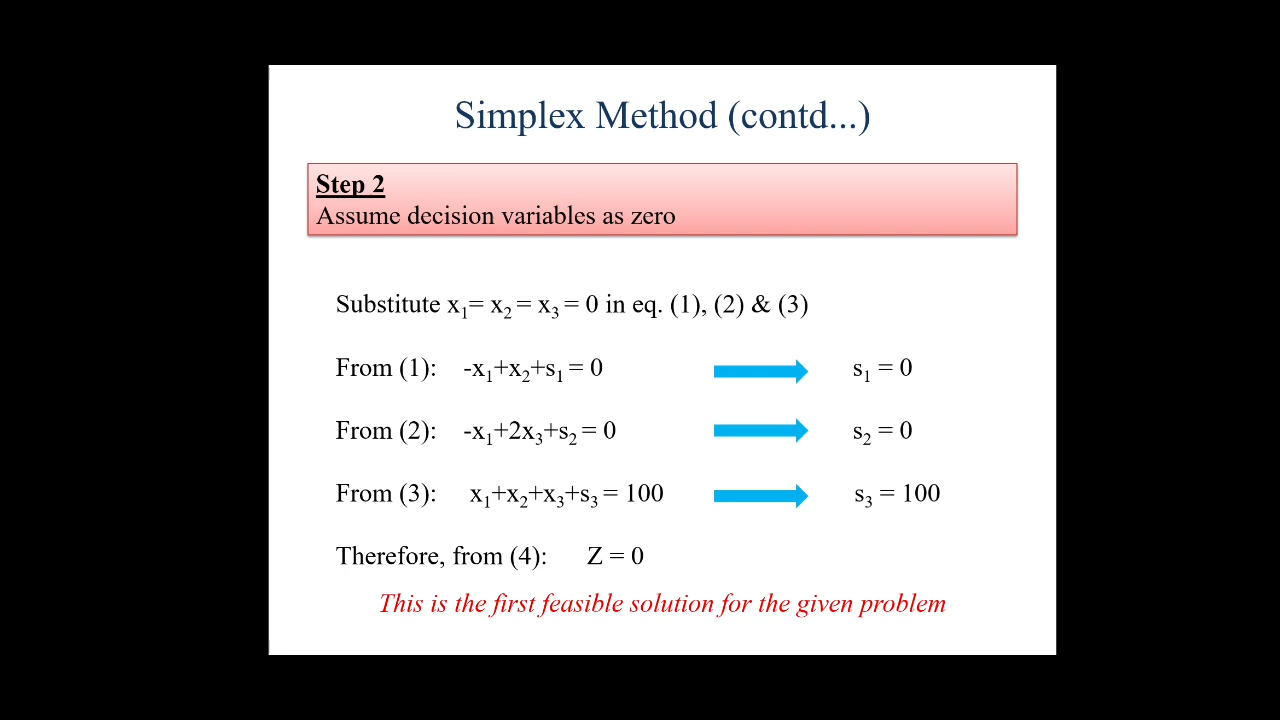 Simplex Method (contd...)
Step 2
Assume decision variables as zero
Substitute x₁= x₂ = x₃ = 0 in eq. (1), (2) & (3)
From (1): -x₁+x₂+s₁ = 0 s₁ = 0
From (2): -x₁+2x₃+s₂ = 0 s₂ = 0
From (3): x₁+x₂+x₃+s₃ = 100 s₃ = 100
Therefore, from (4): Z = 0
This is the first feasible solution for the given problem